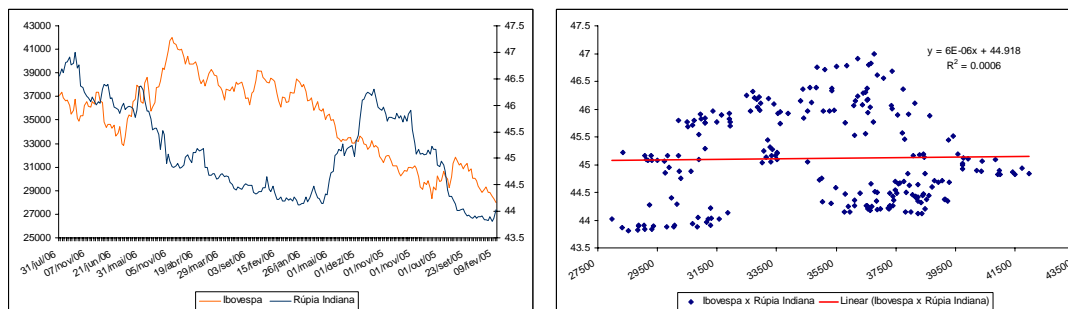 43000
41000
39000
37000
35000
33000
31000
29000
27000
25000
47.5
47
46.5
46
45.5
45
44.5
44
43.5
31/jul/06
07/nov/06
21/jun/06
31/mai/06
05/nov/06
19/abr/06
29/mar/06
03/set/06
15/fev/06
26/jan/06
01/mai/06
01/dez/05
01/nov/05
01/nov/05
01/out/05
23/set/05
09/fev/05
Ibovespa
Rúpia Indiana
47.5
47
46.5
46
45.5
45
44.5
44
43.5
27500
29500
31500
33500
35500
37500
39500
41500
43500
y = 6E-06x + 44.918
R² = 0.0006
Ibovespa x Rúpia Indiana
Linear (Ibovespa x Rúpia Indiana)